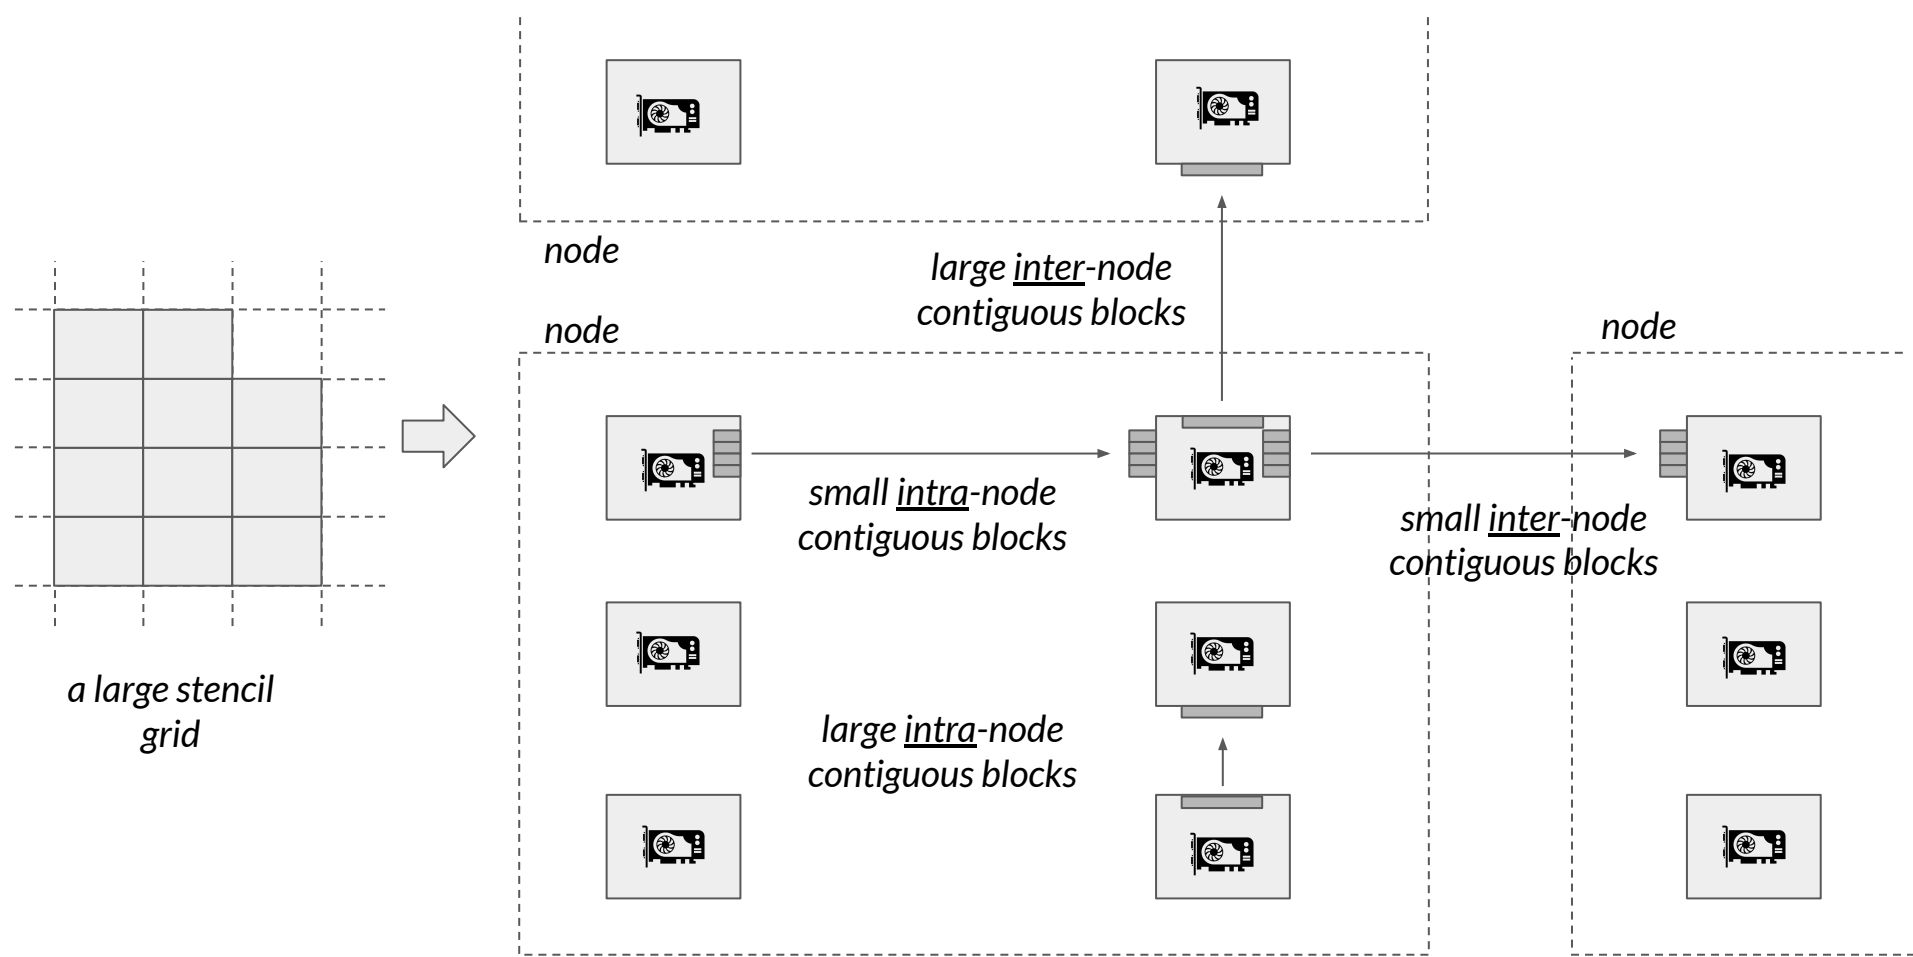 node
large inter-node
contiguous blocks
node
node
small intra-node
contiguous blocks
small inter-node
contiguous blocks
a large stencil
grid
large intra-node
contiguous blocks